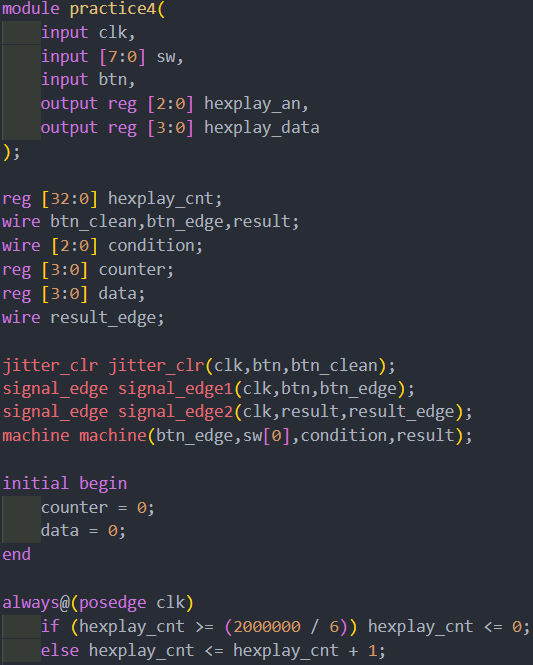 module practice4(
    input clk,
    input [7:0] sw,
    input btn,
    output reg [2:0] hexplay_an,
    output reg [3:0] hexplay_data
);
reg [32:0] hexplay_cnt;
wire btn_clean,btn_edge,result;
wire [2:0] condition;
reg [3:0] counter;
reg [3:0] data;
wire result_edge;
jitter_clr jitter_clr(clk,btn,btn_clean);
signal_edge signal_edge1(clk,btn,btn_edge);
signal_edge signal_edge2(clk,result,result_edge);
machine machine(btn_edge,sw[0],condition,result);
initial begin
    counter = 0;
    data = 0;
end
always@(posedge clk)
    if (hexplay_cnt >= (2000000 / 6)) hexplay_cnt <= 0;
    else hexplay_cnt <= hexplay_cnt + 1;